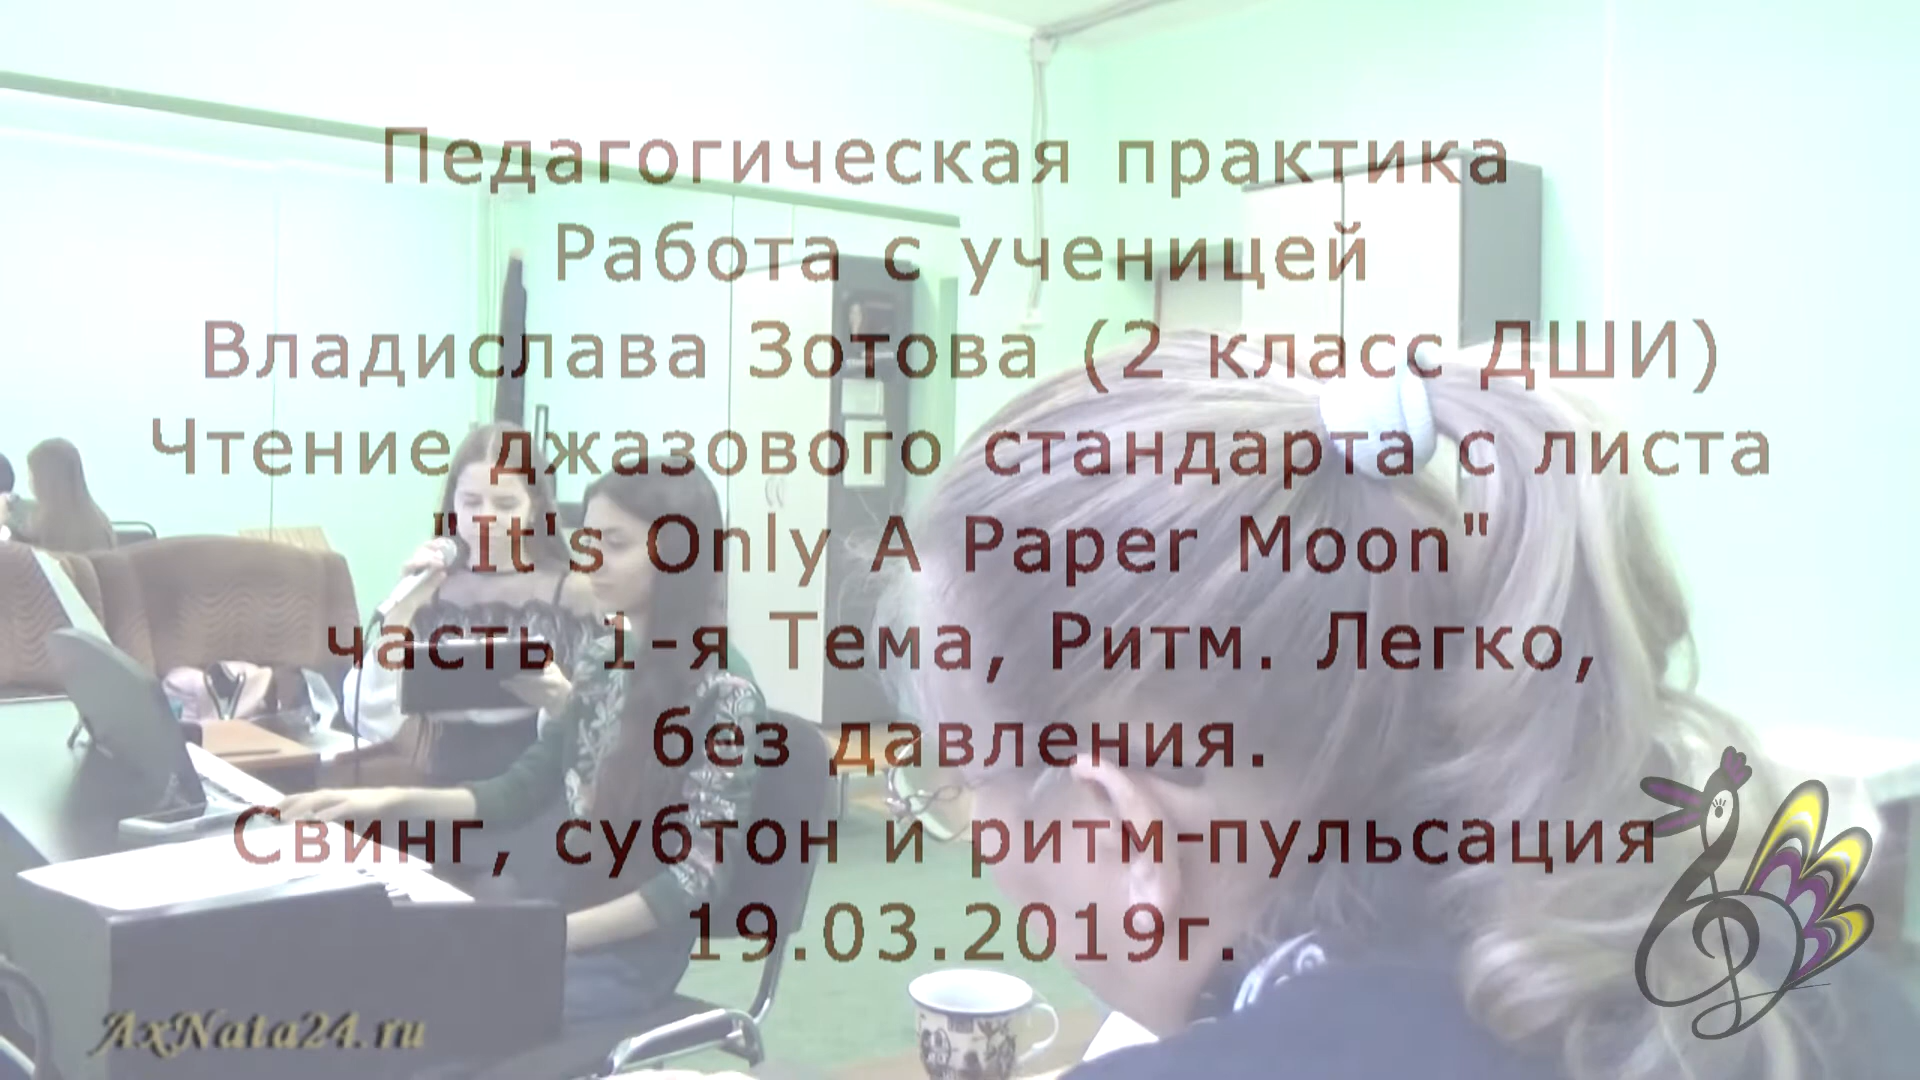 Педагогическая практика
Работа с ученицей
Владислава Зотова (2 класс ДШИ)
Чтение джазового стандарта с листа
"It's Only A Paper Moon"
часть 1-я Тема, Ритм. Легко,
без давления.
Свинг, субтон и ритм-пульсация
19.03.2019г.
AxNata24.ru